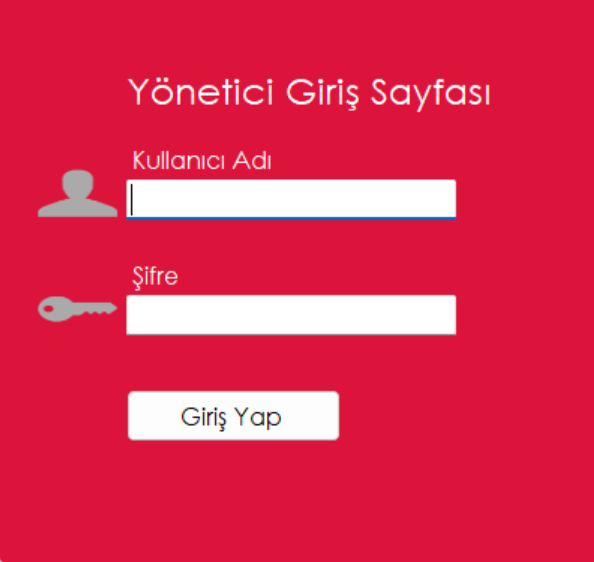 Yönetici Giriş Sayfası
Kullanıcı Adı
Şifre
Giriş Yap